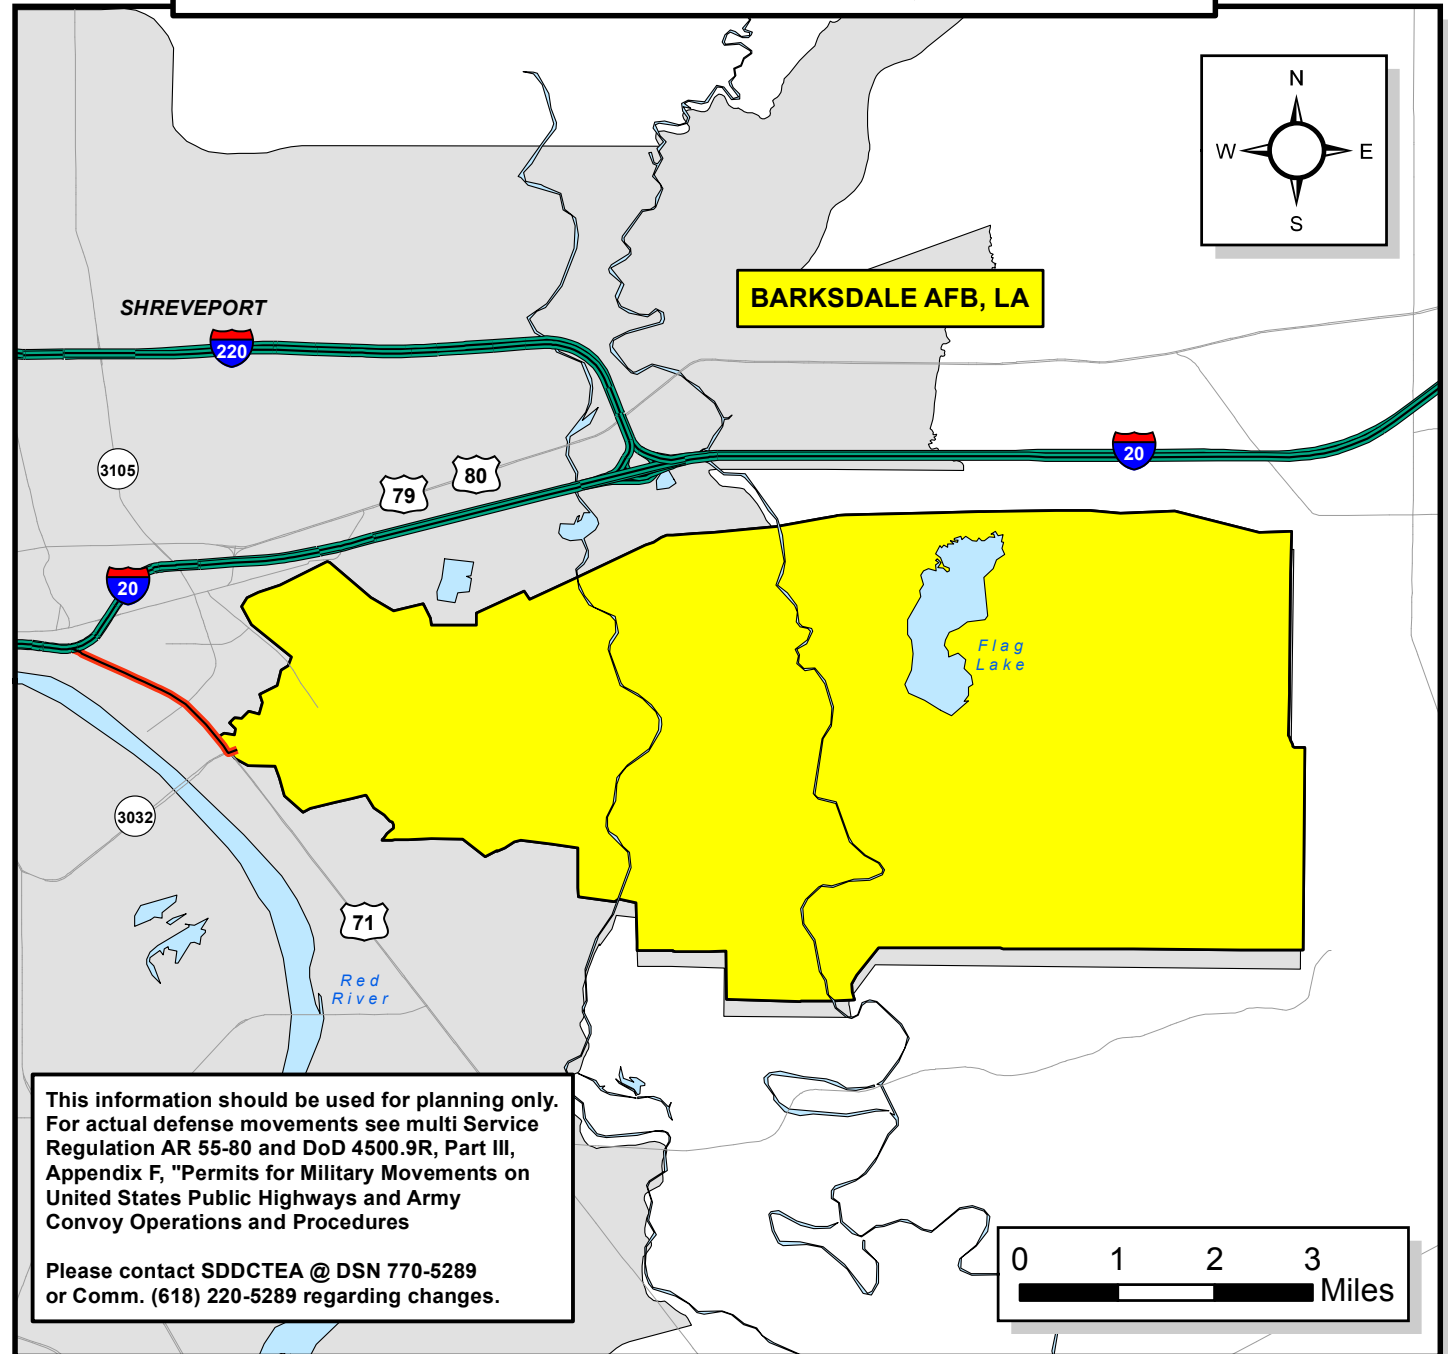 N
W E
S
BARKSDALE AFB, LA
SHREVEPORT
220
20
3105
80
79
20
Flag
Lake
3032
71
Red
River
This information should be used for planning only.
For actual defense movements see multi Service
Regulation AR 55-80 and DoD 4500.9R, Part III,
Appendix F, "Permits for Military Movements on
United States Public Highways and Army
Convoy Operations and Procedures
Please contact SDDCTEA @ DSN 770-5289
or Comm. (618) 220-5289 regarding changes.
0 1 2 3
Miles